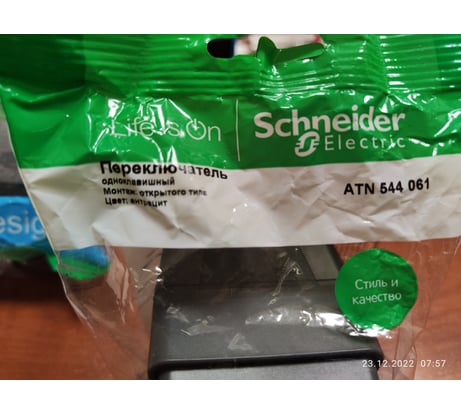 Life Is On
Schneider
Electric
Переключатель
одноклавишный
Монтаж: открытого типа
Цвет: антрацит
ATN 544 061
esig
Стиль и
качество
23.12.2022 07:57